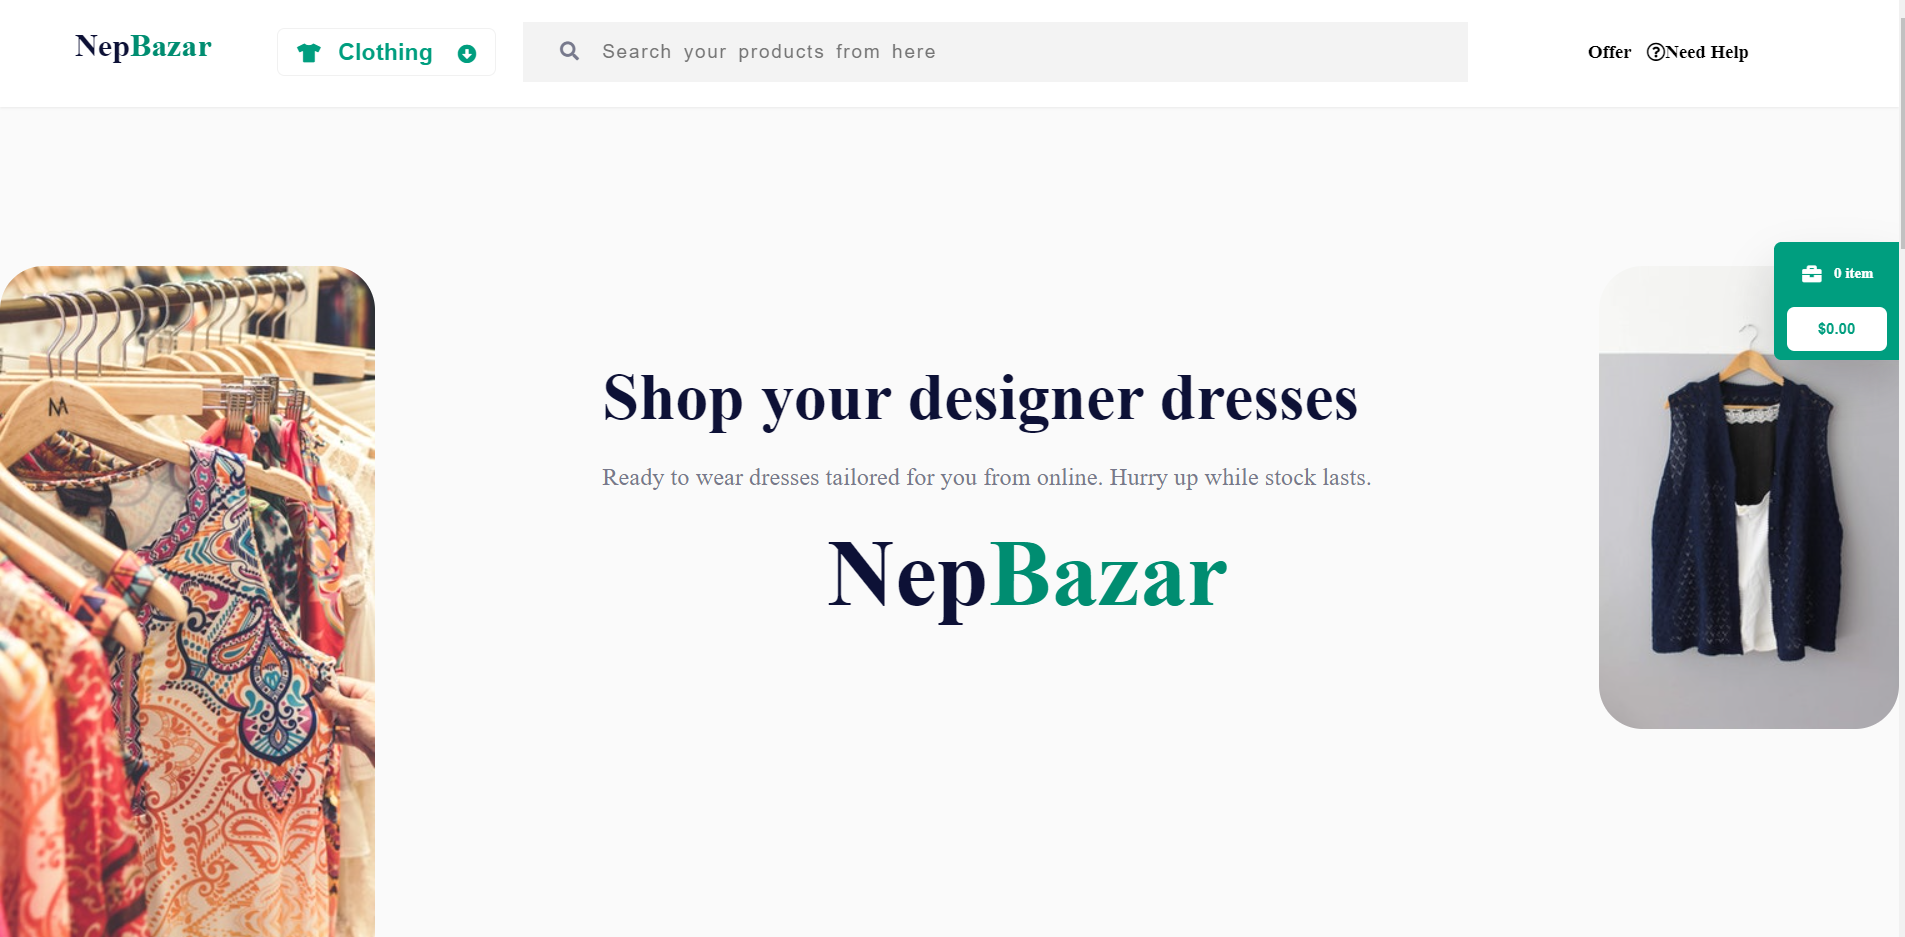 NepBazar
Clothing
Search your products from here
Offer
Need Help
0 item
$0.00
Shop your designer dresses
Ready to wear dresses tailored for you from online. Hurry up while stock lasts.
NepBazar